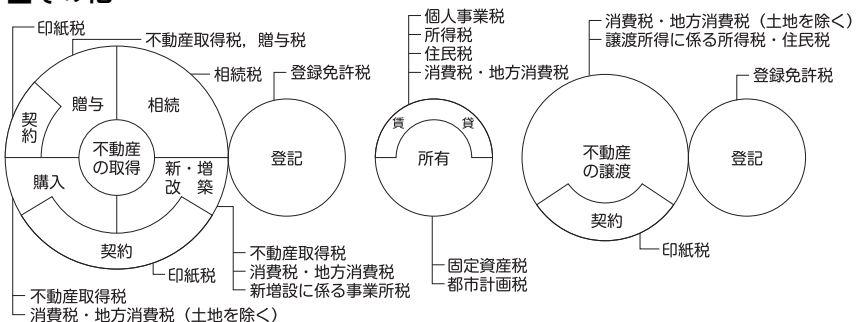 印紙税
不動産取得税，贈与税
相続税
登録免許税
契約
贈与
相続
不動産
の取得
購入
新・増
改　築
契約
登記
印紙税
不動産取得税
消費税・地方消費税
新増設に係る事業所税
不動産取得税
消費税・地方消費税（土地を除く）
個人事業税
所得税
住民税
消費税・地方消費税
賃　貸
所有
固定資産税
都市計画税
消費税・地方消費税（土地を除く）
譲渡所得に係る所得税・住民税
登録免許税
不動産
の譲渡
登記
契約
印紙税